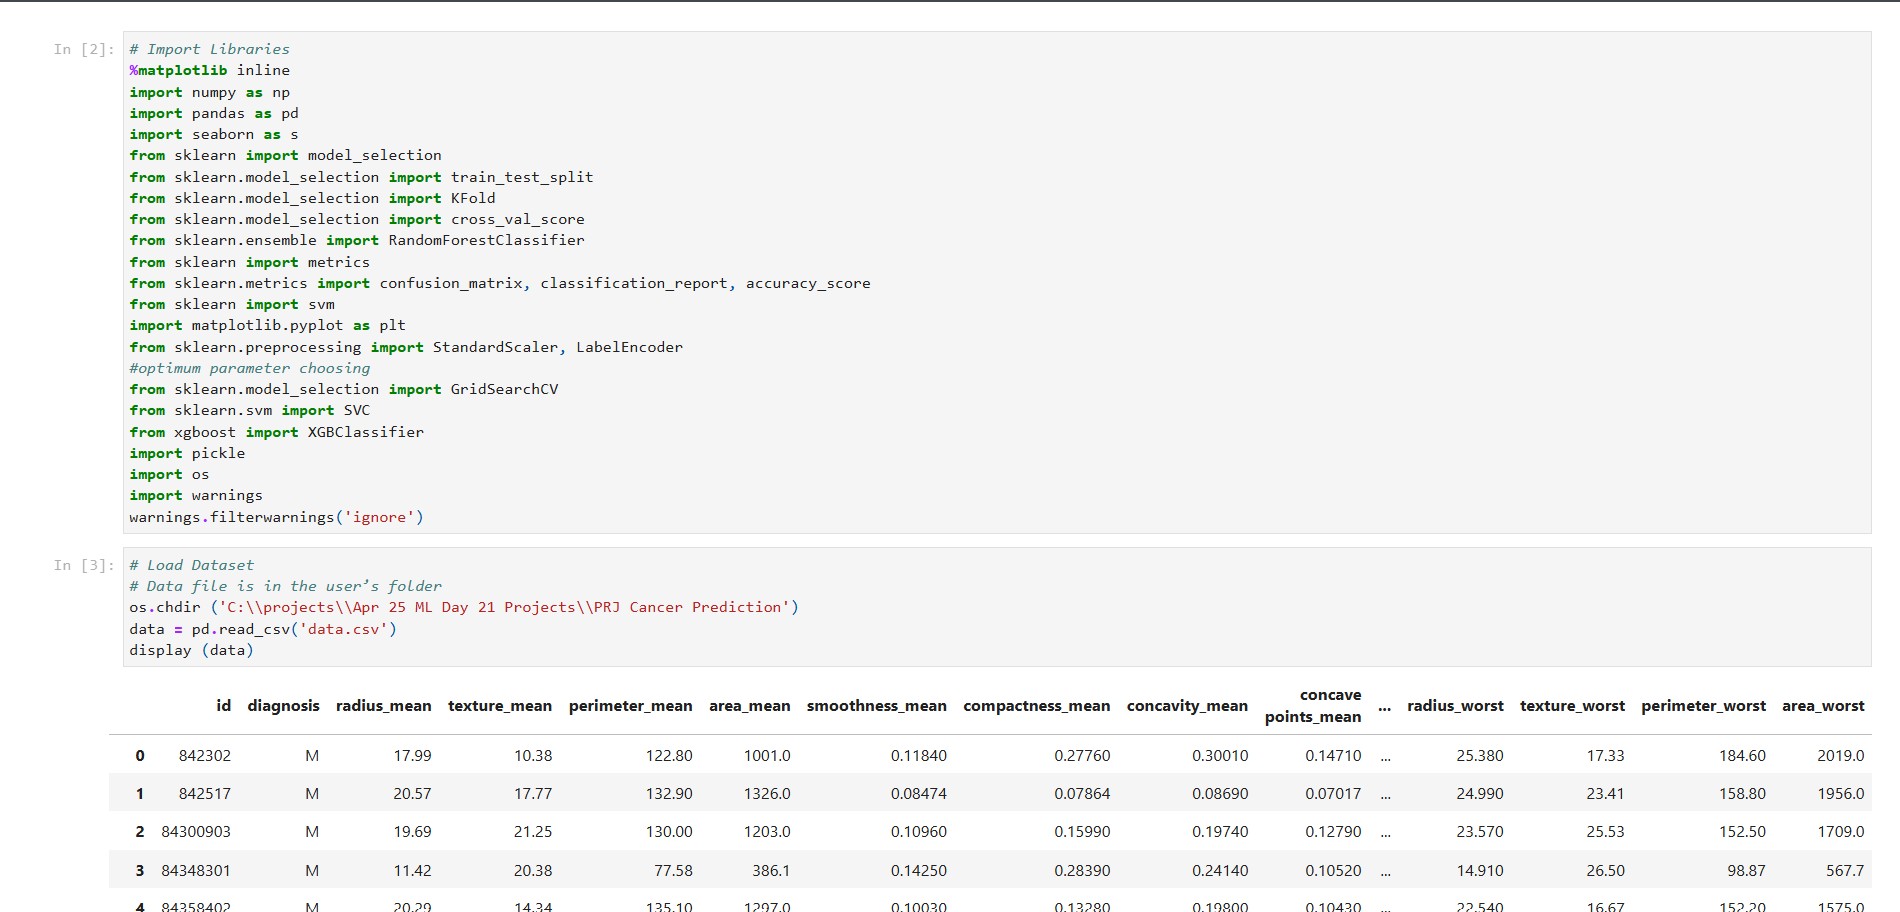 In [2]:
# Import Libraries
%matplotlib inline
import numpy as np
import pandas as pd
import seaborn as s
from sklearn import model_selection
from sklearn.model_selection import train_test_split
from sklearn.model_selection import KFold
from sklearn.model_selection import cross_val_score
from sklearn.ensemble import RandomForestClassifier
from sklearn import metrics
from sklearn.metrics import confusion_matrix, classification_report, accuracy_score
from sklearn import svm
import matplotlib.pyplot as plt
from sklearn.preprocessing import StandardScaler, LabelEncoder
#optimum parameter choosing
from sklearn.model_selection import GridSearchCV
from sklearn.svm import SVC
from xgboost import XGBClassifier
import pickle
import os
import warnings
warnings.filterwarnings('ignore')
In [3]:
# Load Dataset
# Data file is in the user’s folder
os.chdir ('C:\\projects\\Apr 25 ML Day 21 Projects\\PRJ Cancer Prediction')
data = pd.read_csv('data.csv')
display (data)
id diagnosis radius_mean texture_mean perimeter_mean area_mean smoothness_mean compactness_mean concavity_mean concave points_mean ... radius_worst texture_worst perimeter_worst area_worst
0 842302 M 17.99 10.38 122.80 1001.0 0.11840 0.27760 0.30010 0.14710 ... 25.380 17.33 184.60 2019.0
1 842517 M 20.57 17.77 132.90 1326.0 0.08474 0.07864 0.08690 0.07017 ... 24.990 23.41 158.80 1956.0
2 84300903 M 19.69 21.25 130.00 1203.0 0.10960 0.15990 0.19740 0.12790 ... 23.570 25.53 152.50 1709.0
3 84348301 M 11.42 20.38 77.58 386.1 0.14250 0.28390 0.24140 0.10520 ... 14.910 26.50 98.87 567.7
4 84358402 M 20.29 14.34 135.10 1297.0 0.10030 0.13280 0.19800 0.10430 ... 22.540 16.67 152.20 1575.0